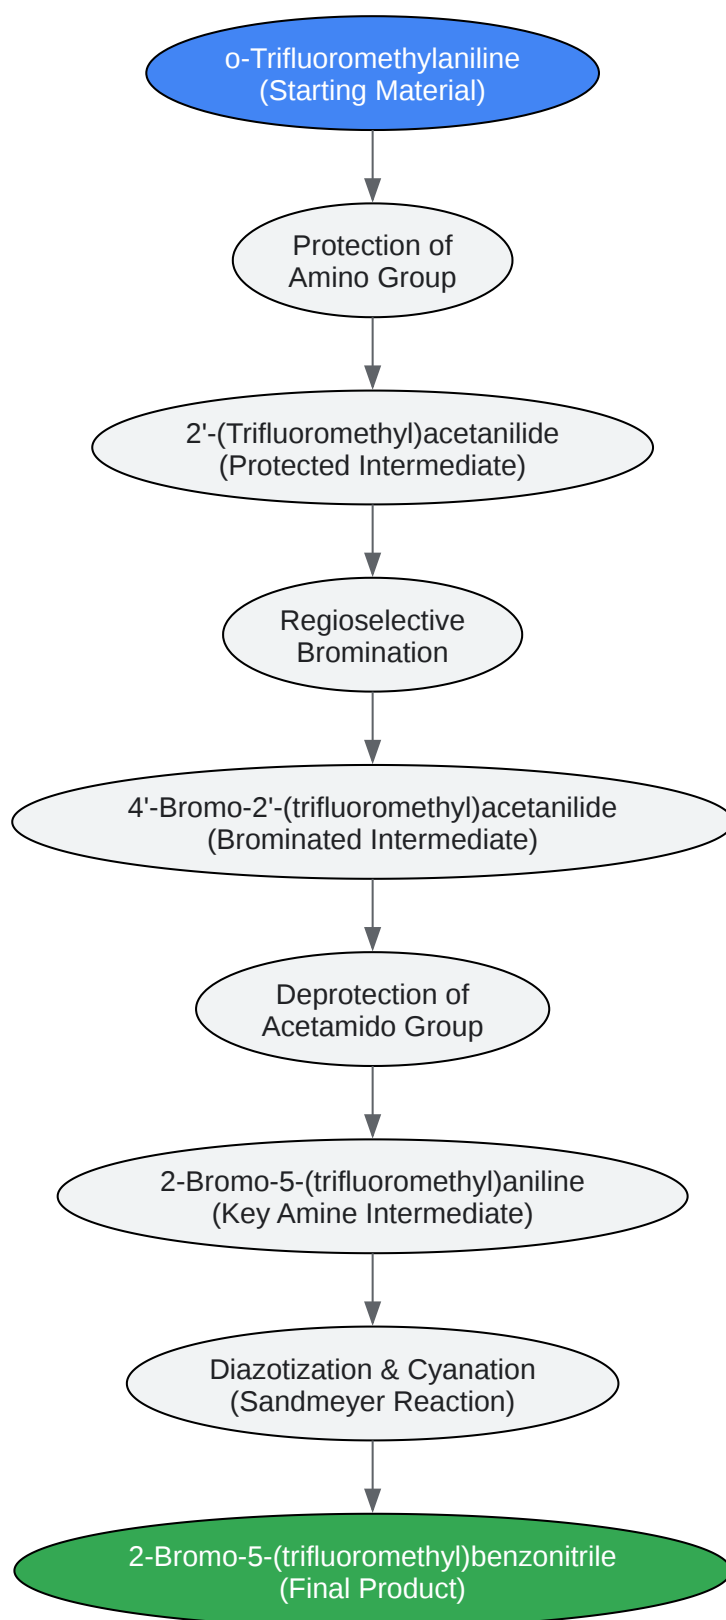 o-Trifluoromethylaniline
(Starting Material)
Protection of
Amino Group
2'-(Trifluoromethyl)acetanilide
(Protected Intermediate)
Regioselective
Bromination
4'-Bromo-2'-(trifluoromethyl)acetanilide
(Brominated Intermediate)
Deprotection of
Acetamido Group
2-Bromo-5-(trifluoromethyl)aniline
(Key Amine Intermediate)
Diazotization & Cyanation
(Sandmeyer Reaction)
2-Bromo-5-(trifluoromethyl)benzonitrile
(Final Product)